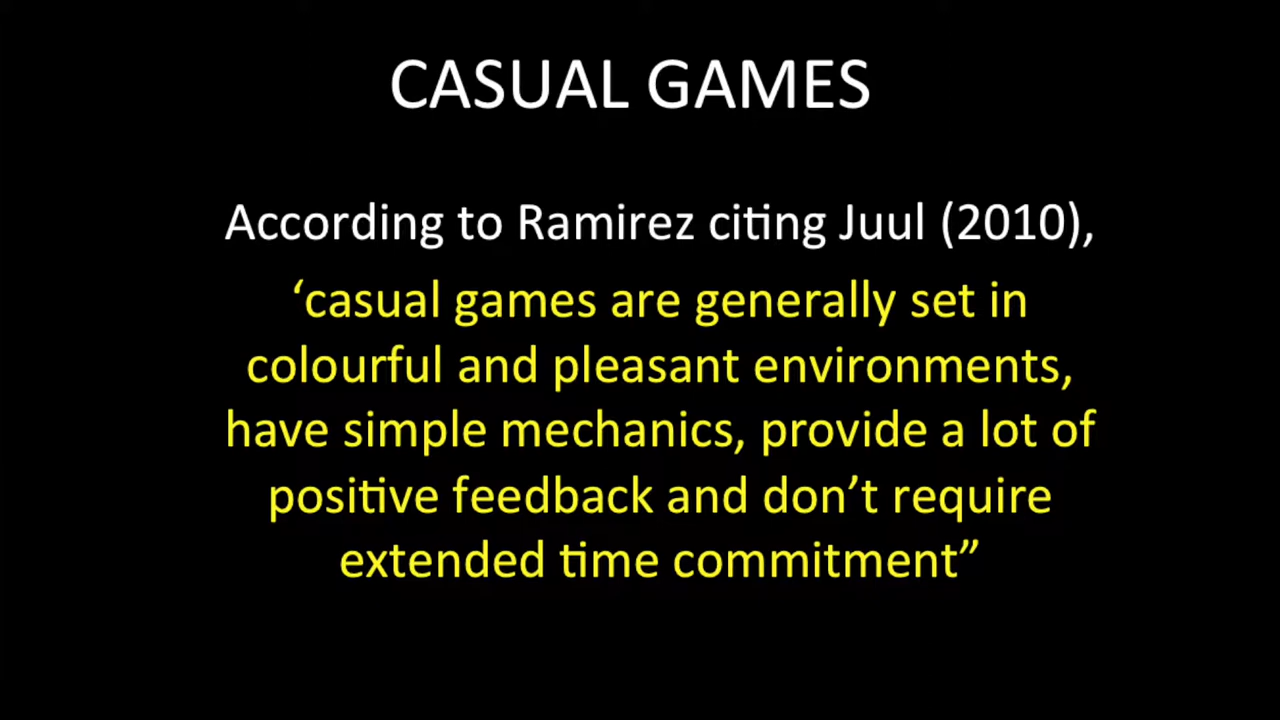 CASUAL GAMES
According to Ramirez citing Juul (2010),
‘casual games are generally set in
colourful and pleasant environments,
have simple mechanics, provide a lot of
positive feedback and don’t require
extended time commitment”